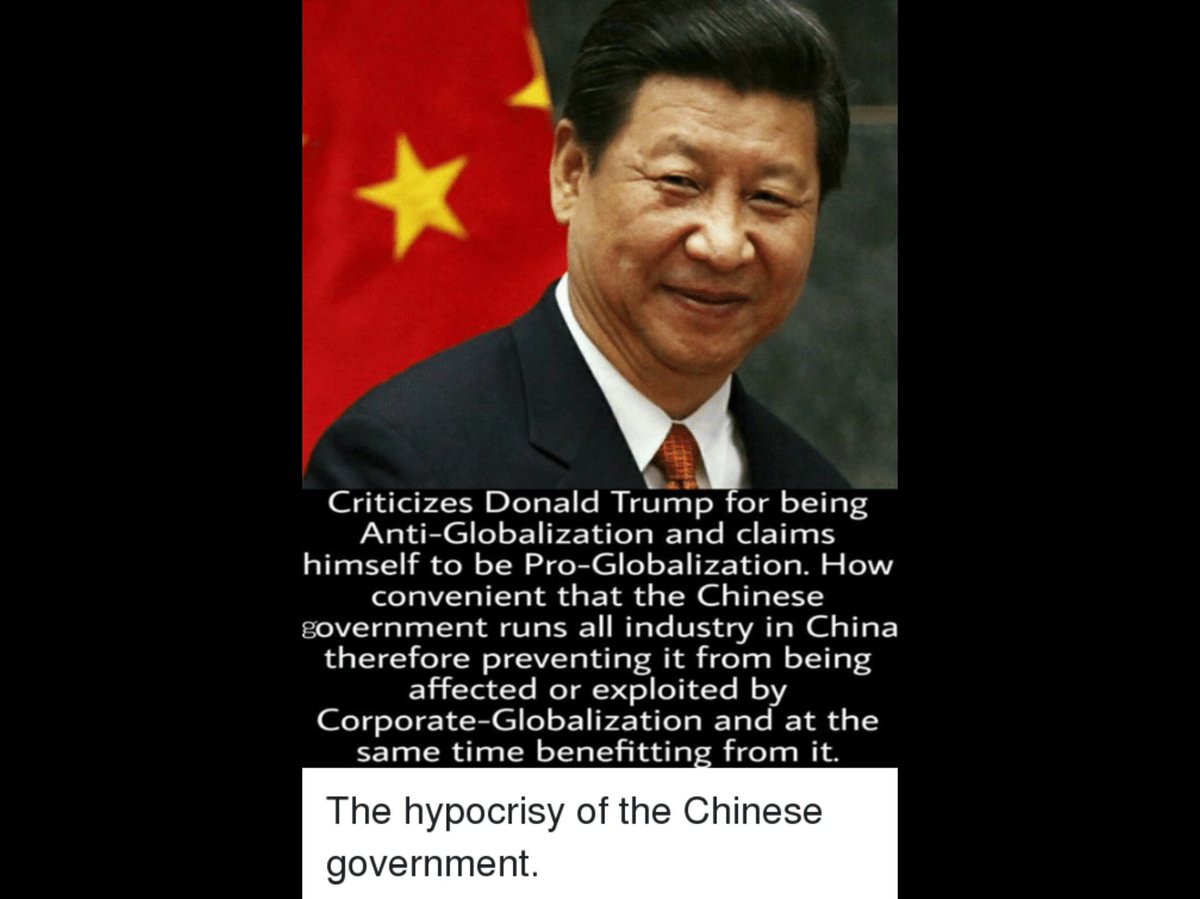 Criticizes Donald Trump for being
Anti-Globalization and claims
himself to be Pro-Globalization. How
convenient that the Chinese
government runs all industry in China
therefore preventing it from being
affected or exploited by
Corporate-Globalization and at the
same time benefitting from it.
The hypocrisy of the Chinese
government.